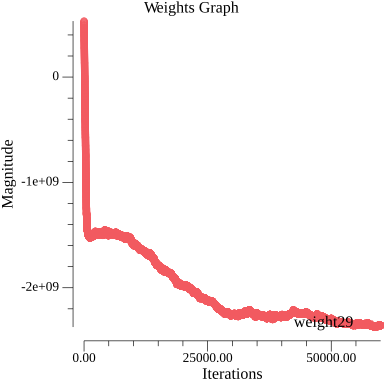 Weights Graph
0
-1e+09
-2e+09
Magnitude
weight29
0.00
25000.00
50000.00
Iterations